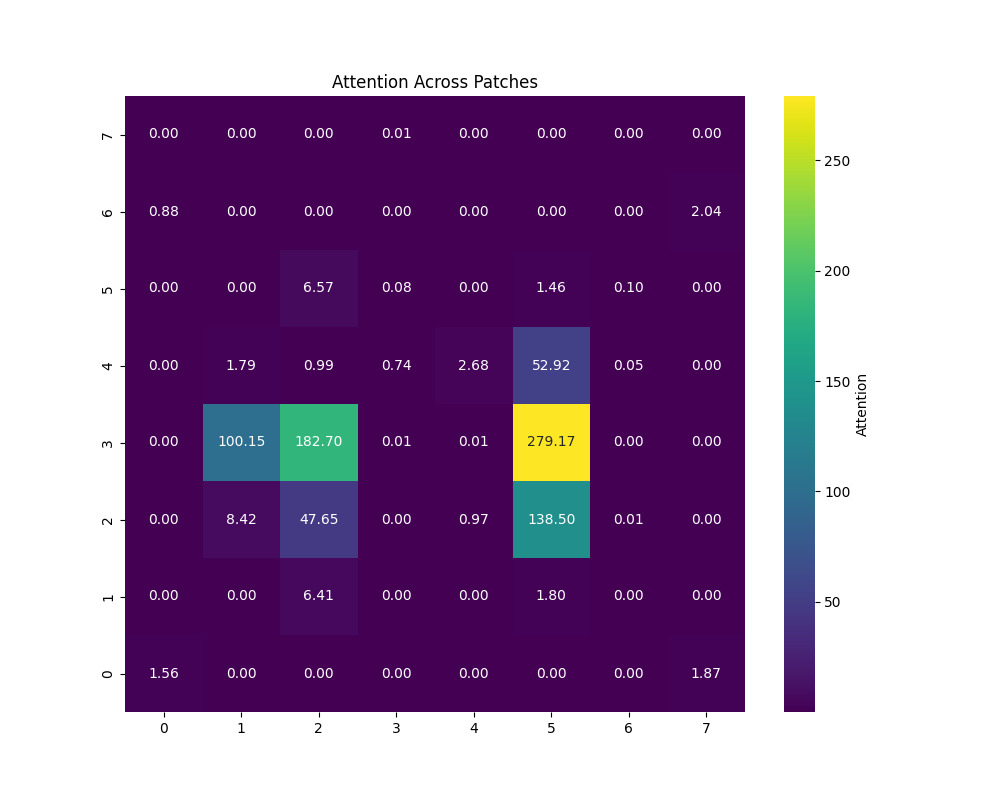 Attention Across Patches
7 0.00 0.00 0.00 0.01 0.00 0.00 0.00 0.00
6 0.88 0.00 0.00 0.00 0.00 0.00 0.00 2.04
5 0.00 0.00 6.57 0.08 0.00 1.46 0.10 0.00
4 0.00 1.79 0.99 0.74 2.68 52.92 0.05 0.00
3 0.00 100.15 182.70 0.01 0.01 279.17 0.00 0.00
2 0.00 8.42 47.65 0.00 0.97 138.50 0.01 0.00
1 0.00 0.00 6.41 0.00 0.00 1.80 0.00 0.00
0 1.56 0.00 0.00 0.00 0.00 0.00 0.00 1.87
0 1 2 3 4 5 6 7
250
200
150
100
50
Attention